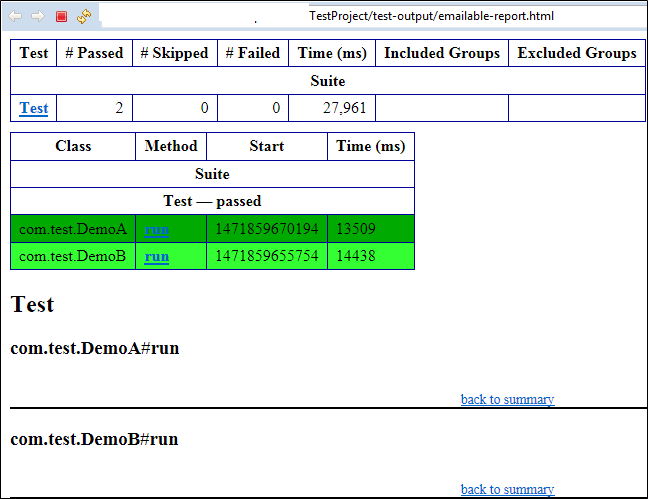 TestProject/test-output/emailable-report.html
Test # Passed # Skipped # Failed Time (ms) Included Groups Excluded Groups
Suite
Test 2 0 0 27,961
Class Method Start Time (ms)
Suite
Test — passed
com.test.DemoA run 1471859670194 13509
com.test.DemoB run 1471859655754 14438
Test
com.test.DemoA#run
back to summary
com.test.DemoB#run
back to summary